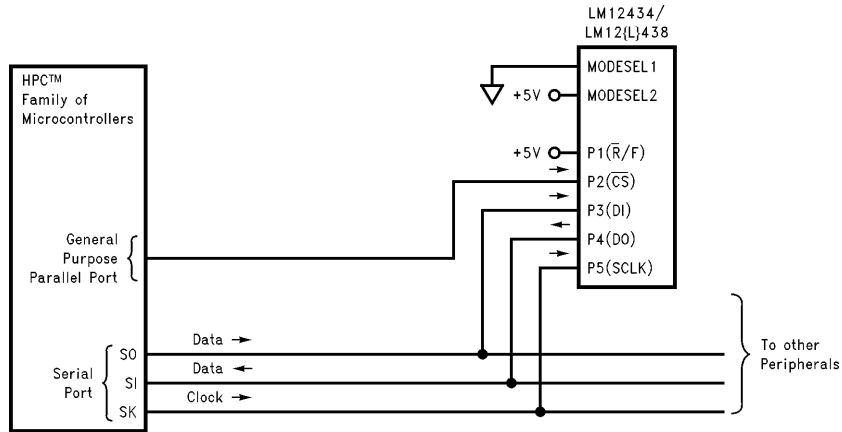 LM12434/
LM12{L}438
HPC™
Family of
Microcontrollers
MODESEL1
+5V MODESEL2
+5V P1(R̅/F)
P2(C̅S̅)
P3(DI)
P4(DO)
P5(SCLK)
General
Purpose
Parallel Port
Serial
Port
SO
SI
SK
Data →
Data ←
Clock →
To other
Peripherals